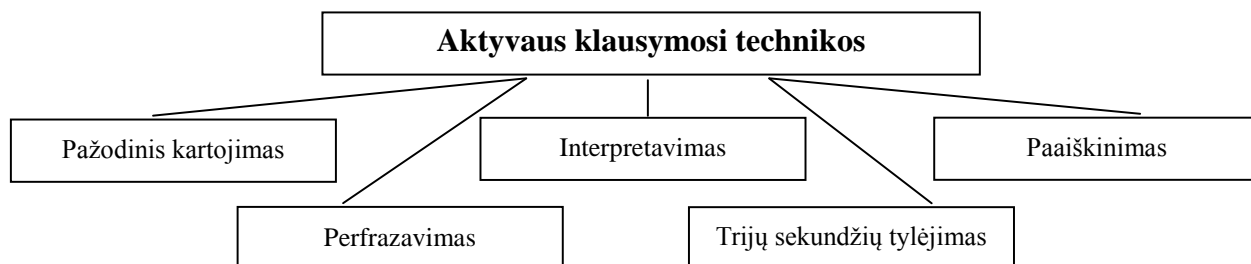 Aktyvaus klausymosi technikos
Pažodinis kartojimas
Interpretavimas
Paaiškinimas
Perfrazavimas
Trijų sekundžių tylėjimas